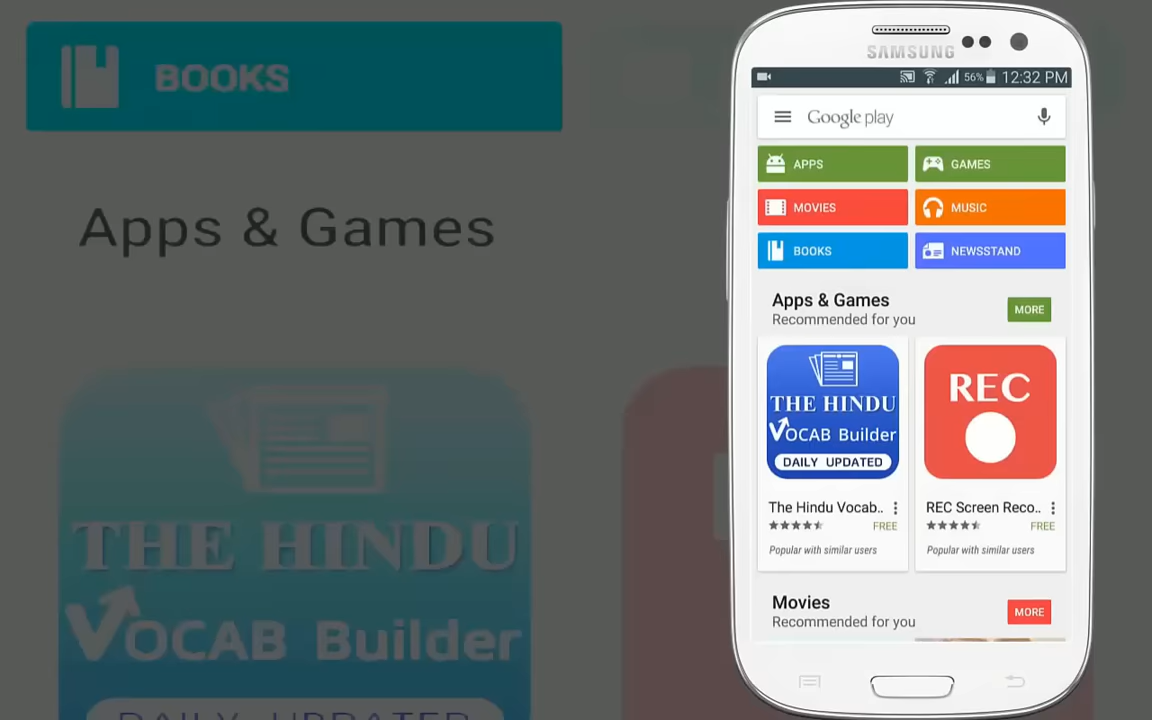 BOOKS
Apps & Games
THE HINDU
VOCAB Builder
DAILY UPDATED
SAMSUNG
56% 12:32 PM
Google play
APPS
GAMES
MOVIES
MUSIC
BOOKS
NEWSSTAND
Apps & Games
Recommended for you
MORE
THE HINDU
VOCAB Builder
DAILY UPDATED
REC
The Hindu Vocab..
FREE
Popular with similar users
REC Screen Reco..
FREE
Popular with similar users
Movies
Recommended for you
MORE